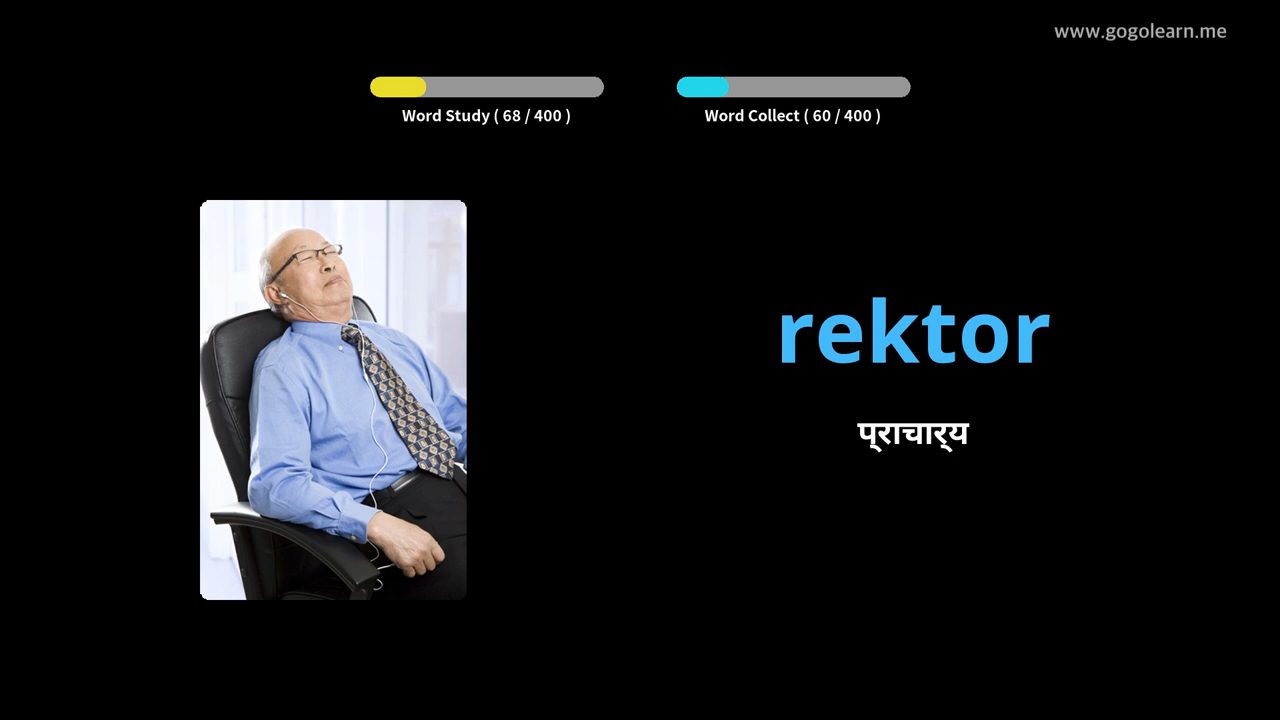 www.gogolearn.me
Word Study ( 68 / 400 )
Word Collect ( 60 / 400 )
rektor
प्राचार्य